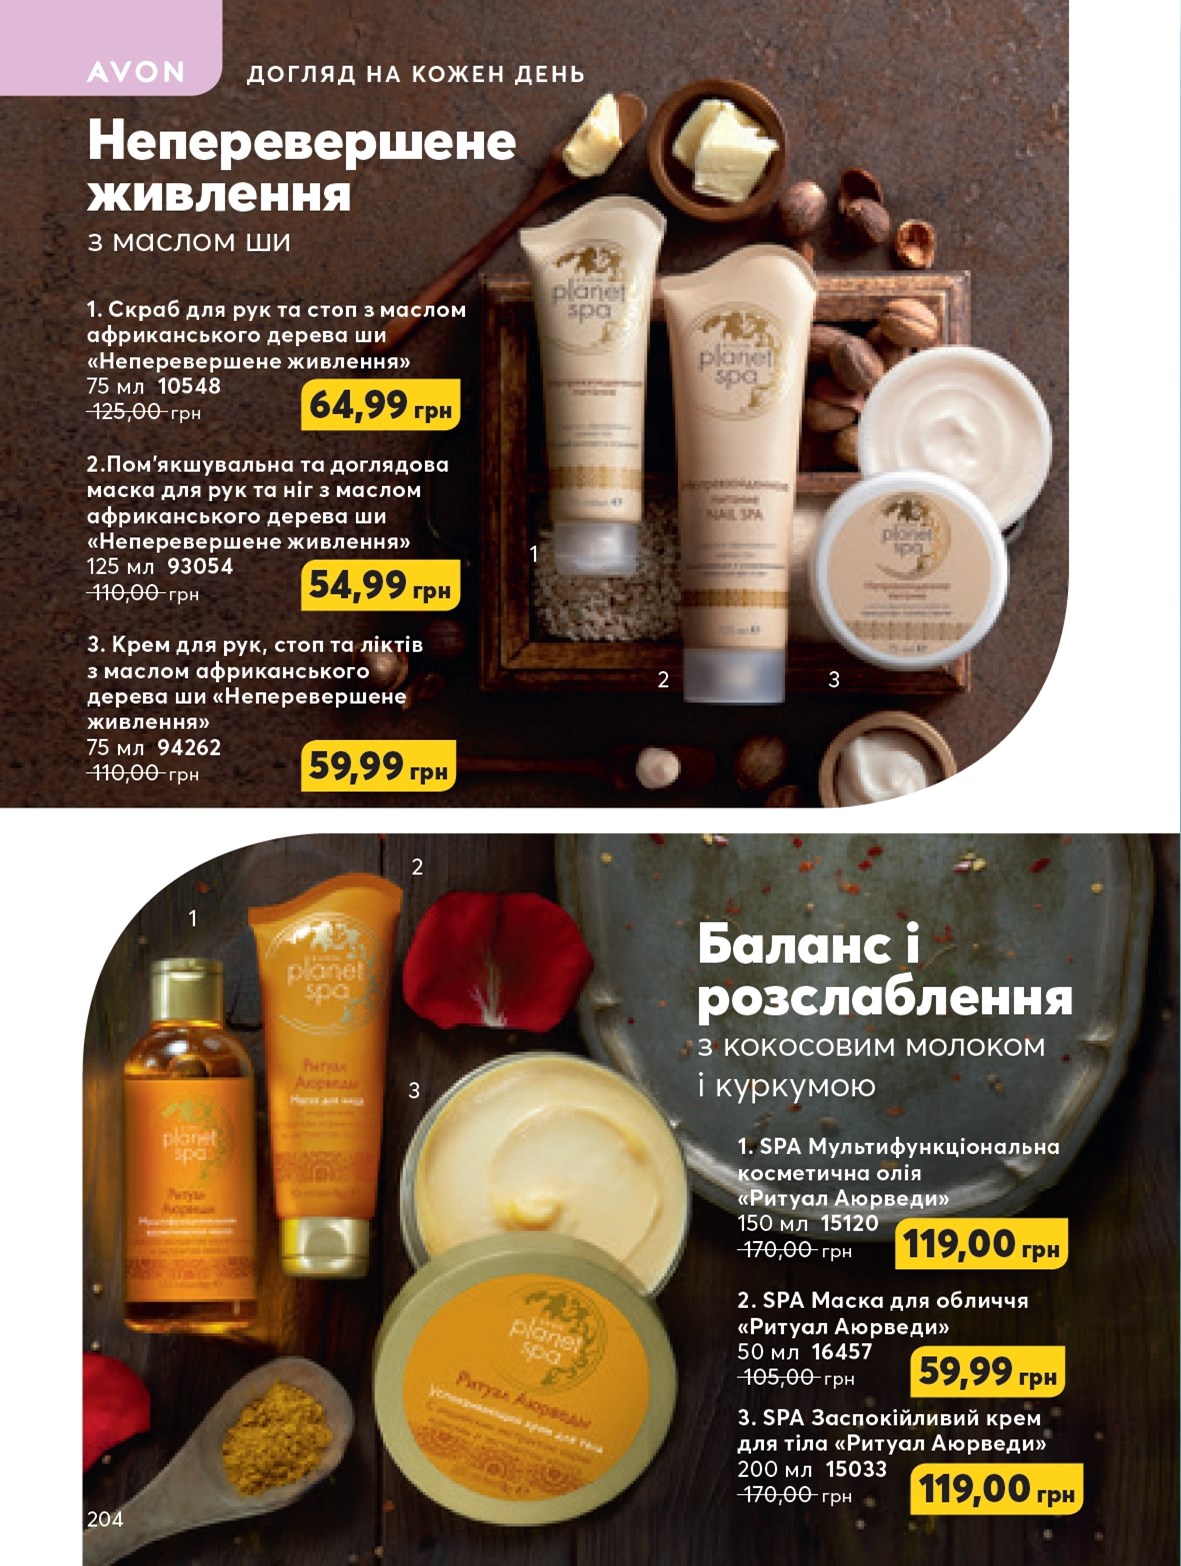 AVON
ДОГЛЯД НА КОЖЕН ДЕНЬ
Неперевершене
живлення
з маслом ши
1. Скраб для рук та стоп з маслом
африканського дерева ши
«Неперевершене живлення»
75 мл 10548
125,00 грн
64,99 грн
2.Пом’якшувальна та доглядова
маска для рук та ніг з маслом
африканського дерева ши
«Неперевершене живлення»
125 мл 93054
110,00 грн
54,99 грн
3. Крем для рук, стоп та ліктів
з маслом африканського
дерева ши «Неперевершене
живлення»
75 мл 94262
110,00 грн
59,99 грн
planet
spa
planet
spa
питание
NAIL SPA
planet
spa
1
2
3
1
2
3
planet
spa
Ритуал
Аюрведы
Маска для лица
planet
spa
Ритуал
Аюрведы
planet
spa
Ритуал Аюрведы
Успокаивающий крем для тела
Баланс і
розслаблення
з кокосовим молоком
і куркумою
1. SPA Мультифункціональна
косметична олія
«Ритуал Аюрведи»
150 мл 15120
170,00 грн
119,00 грн
2. SPA Маска для обличчя
«Ритуал Аюрведи»
50 мл 16457
105,00 грн
59,99 грн
3. SPA Заспокійливий крем
для тіла «Ритуал Аюрведи»
200 мл 15033
170,00 грн
119,00 грн
204